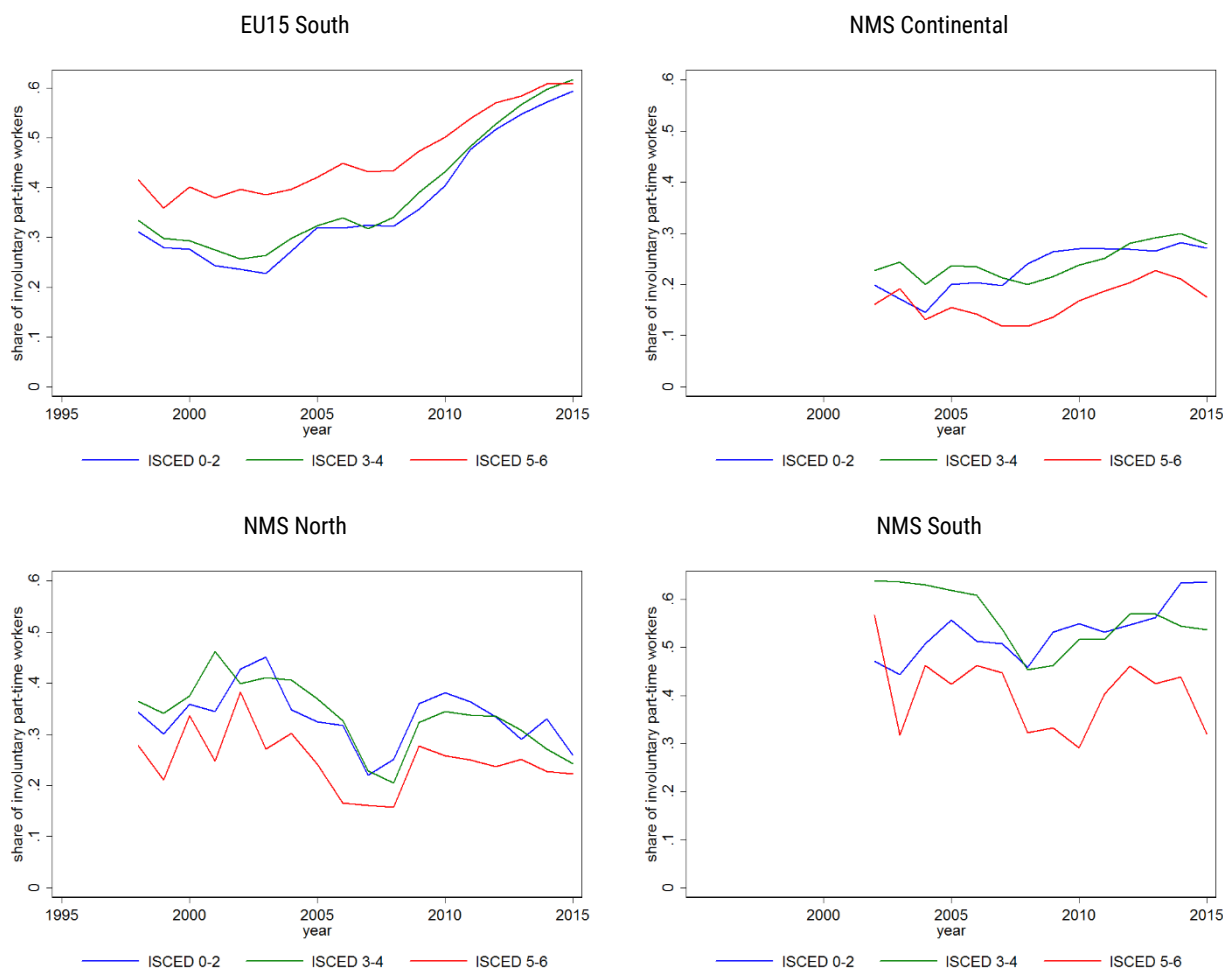 EU15 South
share of involuntary part-time workers
.6
.5
.4
.3
.2
.1
0
1995 2000 2005 2010 2015
year
ISCED 0-2 ISCED 3-4 ISCED 5-6
NMS Continental
share of involuntary part-time workers
.6
.5
.4
.3
.2
.1
0
2000 2005 2010 2015
year
ISCED 0-2 ISCED 3-4 ISCED 5-6
NMS North
share of involuntary part-time workers
.6
.5
.4
.3
.2
.1
0
1995 2000 2005 2010 2015
year
ISCED 0-2 ISCED 3-4 ISCED 5-6
NMS South
share of involuntary part-time workers
.6
.5
.4
.3
.2
.1
0
2000 2005 2010 2015
year
ISCED 0-2 ISCED 3-4 ISCED 5-6